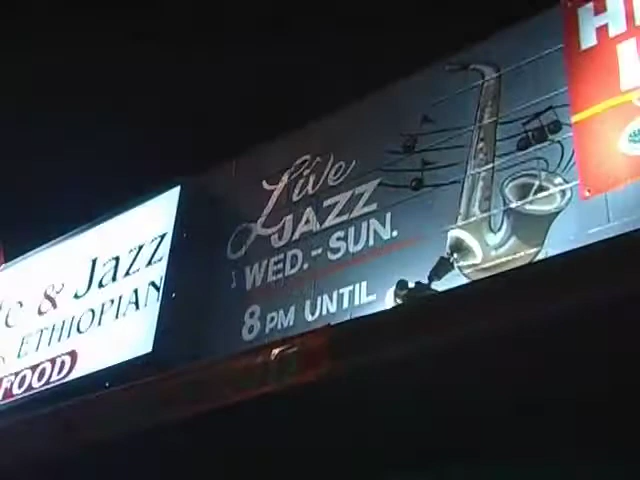 Live
JAZZ
WED.-SUN.
8 PM UNTIL
& Jazz
ETHIOPIAN
FOOD